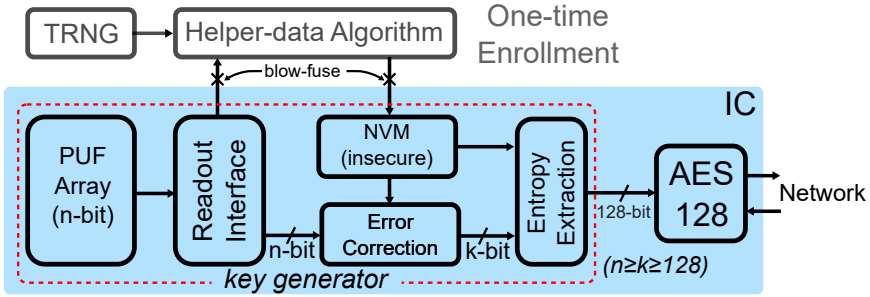 TRNG
Helper-data Algorithm
One-time
Enrollment
blow-fuse
IC
PUF
Array
(n-bit)
Readout
Interface
NVM
(insecure)
Error
Correction
Entropy
Extraction
AES
128
Network
n-bit
k-bit
128-bit
(n≥k≥128)
key generator